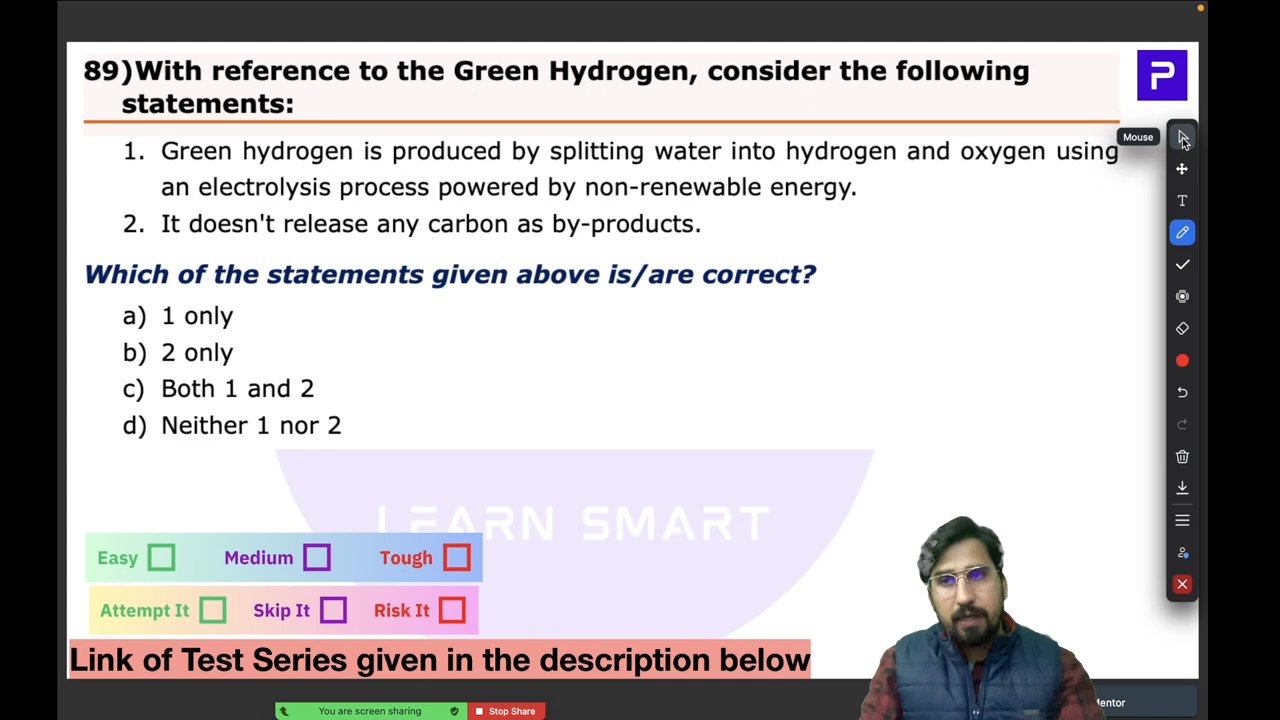 89)With reference to the Green Hydrogen, consider the following
statements:
Mouse
1. Green hydrogen is produced by splitting water into hydrogen and oxygen using
an electrolysis process powered by non-renewable energy.
2. It doesn't release any carbon as by-products.
Which of the statements given above is/are correct?
a) 1 only
b) 2 only
c) Both 1 and 2
d) Neither 1 nor 2
LEARN SMART
Easy Medium Tough
Attempt It Skip It Risk It
Link of Test Series given in the description below
You are screen sharing Stop Share